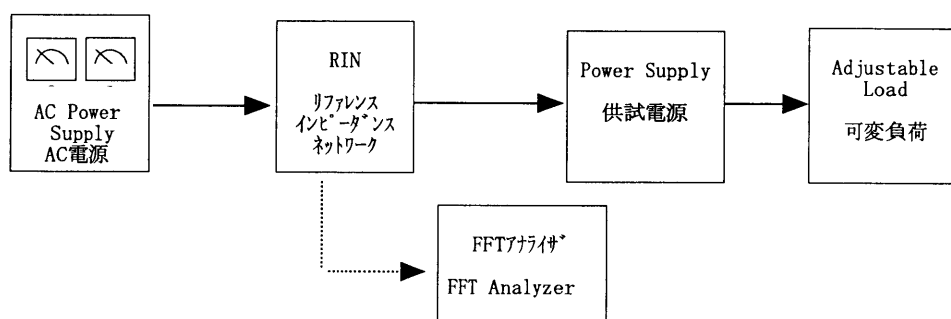 AC Power
Supply
AC電源
RIN
リファレンス
インピーダンス
ネットワーク
Power Supply
供試電源
Adjustable
Load
可変負荷
FFTアナライザ
FFT Analyzer